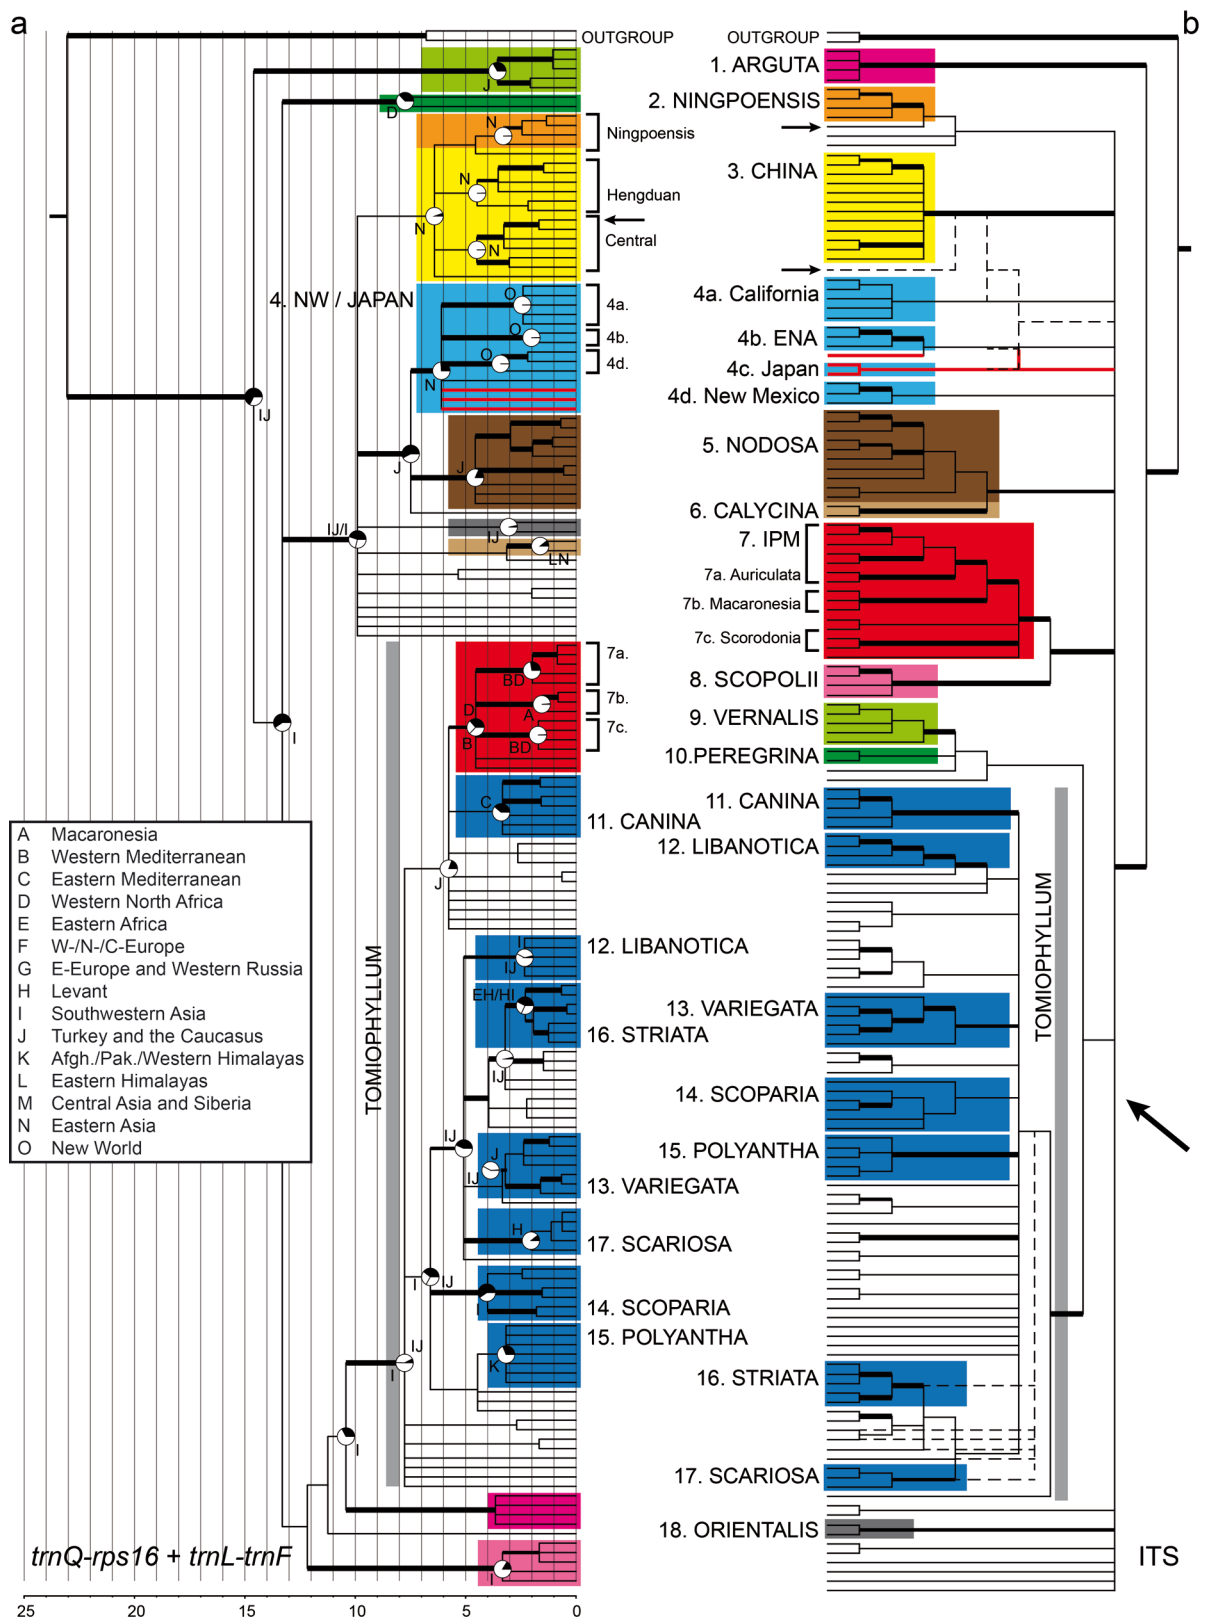 a
b
OUTGROUP
J
D
N
Ningpoensis
N
Hengduan
N
N
Central
4. NW / JAPAN
O
4a.
O
4b.
O
4d.
N
IJ
J
J
IJ/I
IJ
LN
I
7a.
BD
7b.
D
A
7c.
B
BD
C
11. CANINA
J
A Macaronesia
B Western Mediterranean
C Eastern Mediterranean
D Western North Africa
E Eastern Africa
F W-/N-/C-Europe
G E-Europe and Western Russia
H Levant
I Southwestern Asia
J Turkey and the Caucasus
K Afgh./Pak./Western Himalayas
L Eastern Himalayas
M Central Asia and Siberia
N Eastern Asia
O New World
TOMIOPHYLLUM
I
12. LIBANOTICA
IJ
EH/HI
16. STRIATA
IJ
IJ
J
IJ
13. VARIEGATA
H
17. SCARIOSA
I
IJ
I
14. SCOPARIA
15. POLYANTHA
IJ
K
I
I
I
trnQ-rps16 + trnL-trnF
25
20
15
10
5
0
OUTGROUP
1. ARGUTA
2. NINGPOENSIS
3. CHINA
4a. California
4b. ENA
4c. Japan
4d. New Mexico
5. NODOSA
6. CALYCINA
7. IPM
7a. Auriculata
7b. Macaronesia
7c. Scorodonia
8. SCOPOLII
9. VERNALIS
10.PEREGRINA
11. CANINA
12. LIBANOTICA
TOMIOPHYLLUM
13. VARIEGATA
14. SCOPARIA
15. POLYANTHA
16. STRIATA
17. SCARIOSA
18. ORIENTALIS
ITS